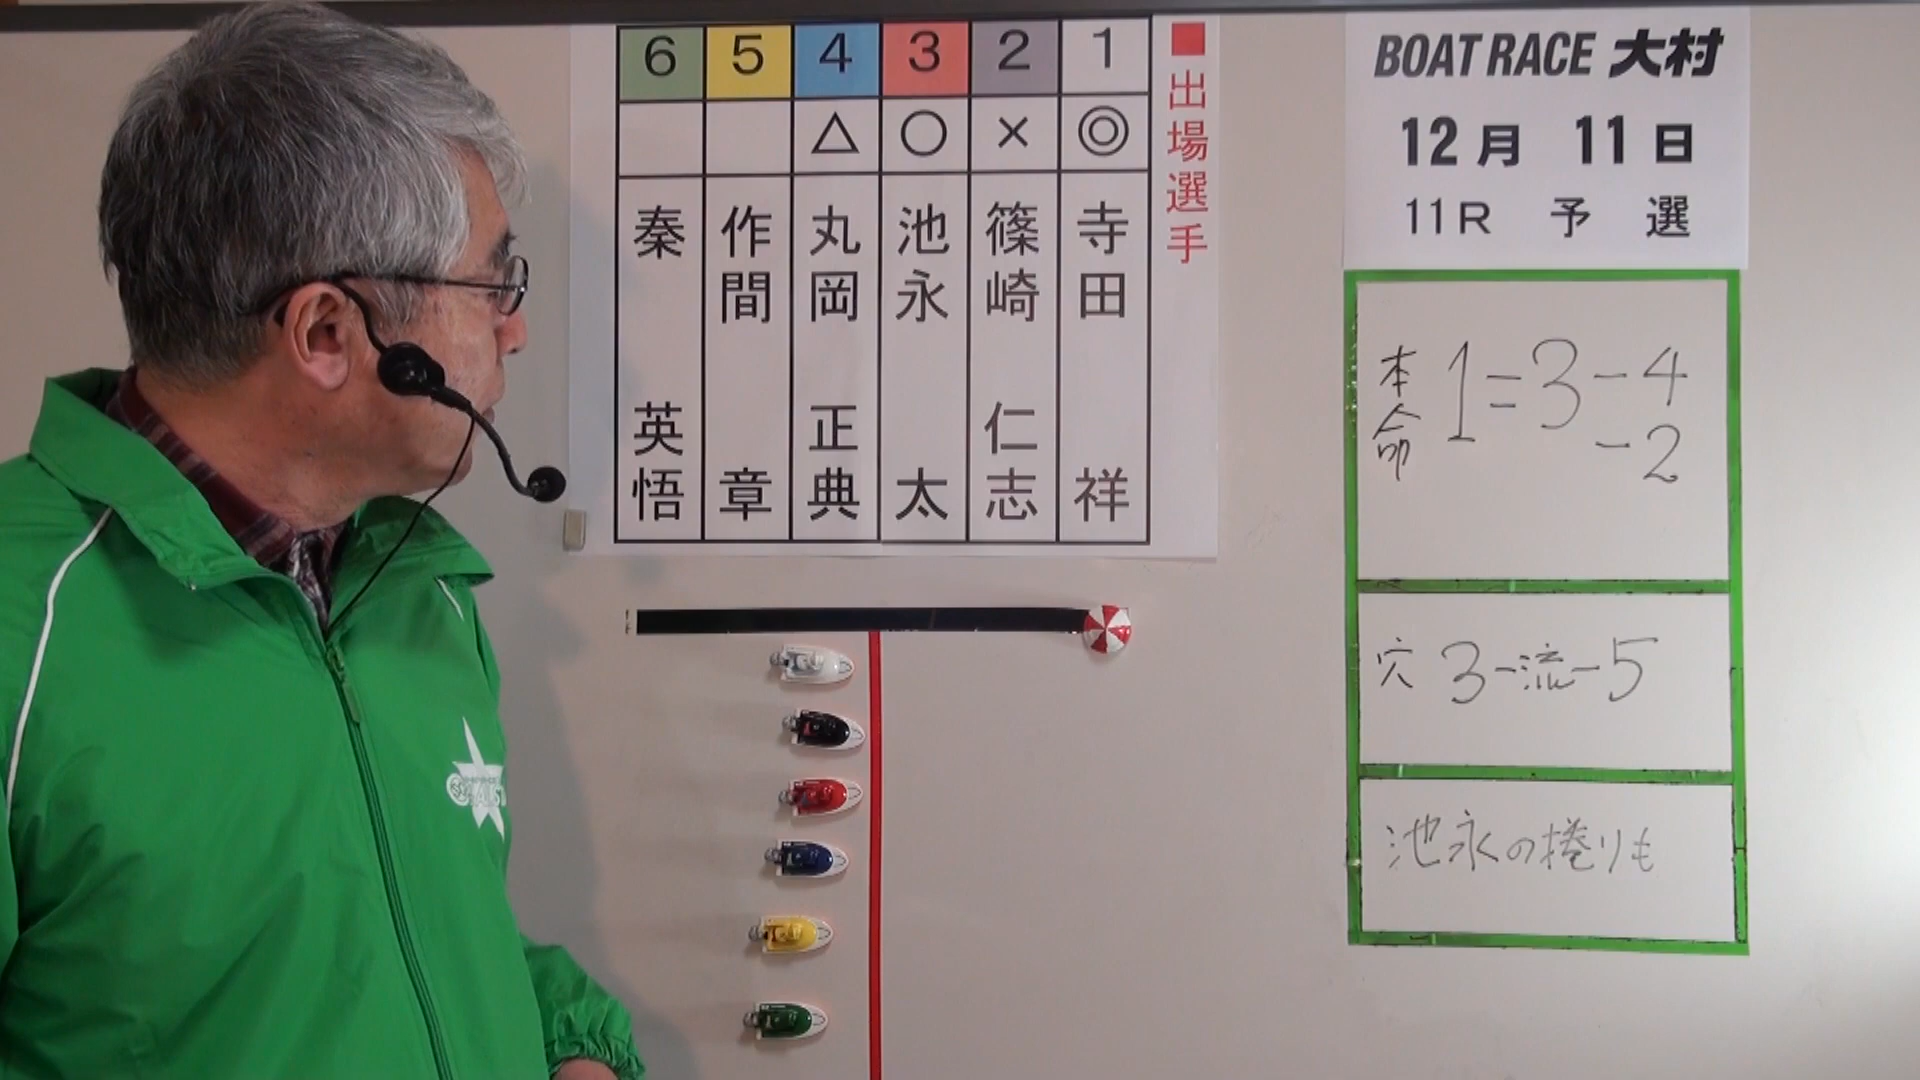 ■出場選手
1 ◎ 寺田 祥
2 × 篠崎 仁志
3 ○ 池永 太
4 △ 丸岡 正典
5 作間 章
6 秦 英悟
BOAT RACE 大村
12月 11日
11R 予 選
本命 1=3-4
-2
穴 3-流-5
池永の捲りも